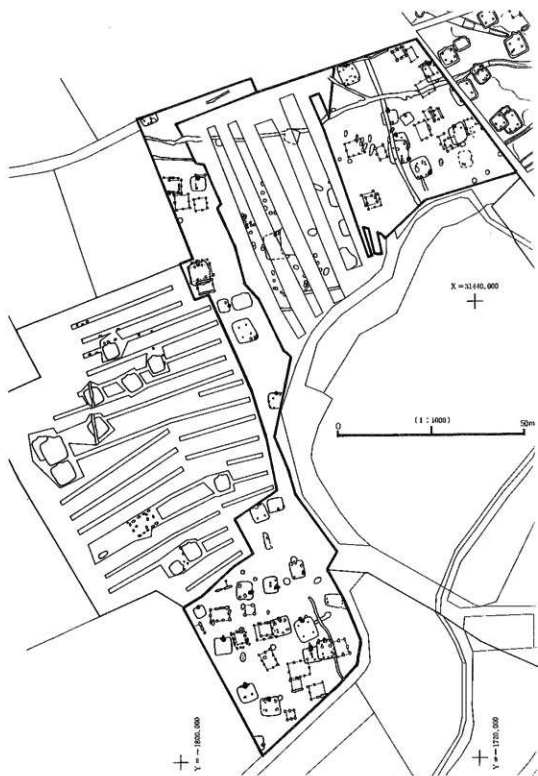 X = 31440.000
(1:1000)
0 50m
Y = -1800.000
Y = -1720.000